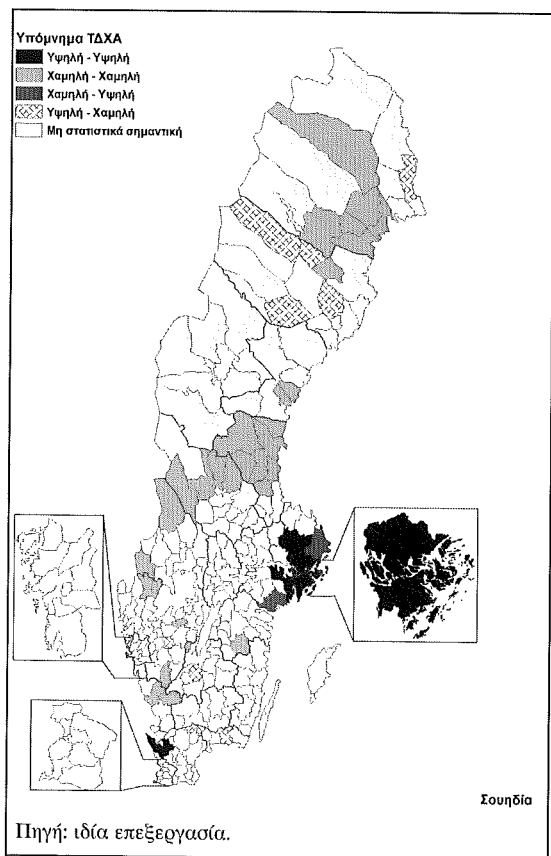 Υπόμνημα ΤΔΧΑ
Υψηλή - Υψηλή
Χαμηλή - Χαμηλή
Χαμηλή - Υψηλή
Υψηλή - Χαμηλή
Μη στατιστικά σημαντική
Σουηδία
Πηγή: ιδία επεξεργασία.